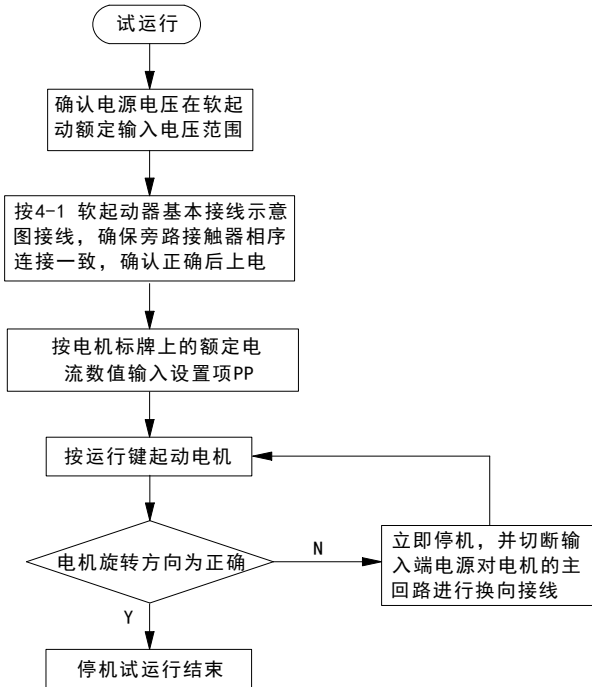 试运行
确认电源电压在软起
动额定输入电压范围
按4-1 软起动器基本接线示意
图接线，确保旁路接触器相序
连接一致，确认正确后上电
按电机标牌上的额定电
流数值输入设置项PP
按运行键起动电机
电机旋转方向为正确
N
立即停机，并切断输
入端电源对电机的主
回路进行换向接线
Y
停机试运行结束